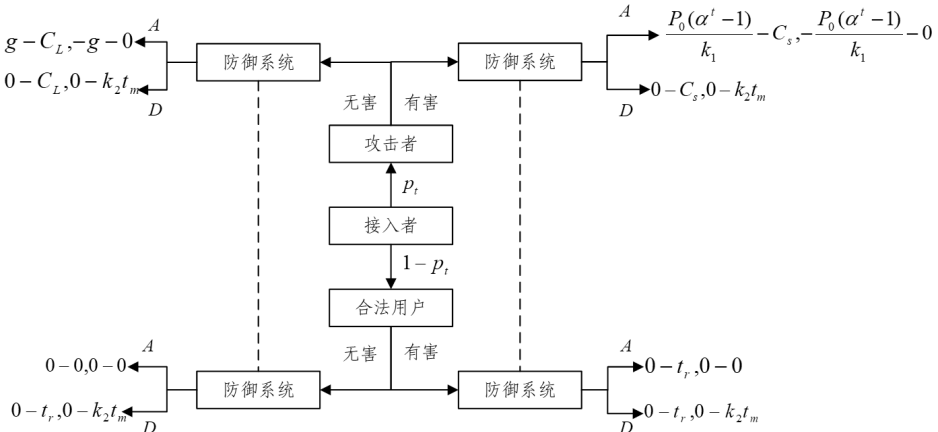 A
g − C_L, −g − 0
防御系统
防御系统
A
P_0(α^t −1)/k_1 − C_s, − P_0(α^t −1)/k_1 − 0
0 − C_L, 0 − k_2 t_m
D
0 − C_s, 0 − k_2 t_m
D
无害 有害
攻击者
p_t
接入者
1 − p_t
合法用户
无害 有害
A
0 − 0, 0 − 0
防御系统
防御系统
A
0 − t_r, 0 − 0
0 − t_r, 0 − k_2 t_m
D
0 − t_r, 0 − k_2 t_m
D